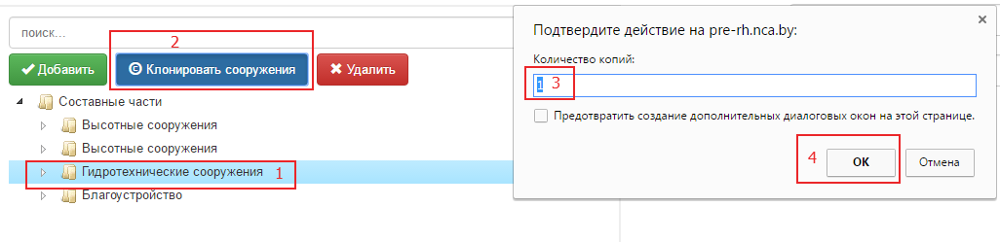 поиск...
2
Добавить
© Клонировать сооружения
Удалить
Составные части
Высотные сооружения
Высотные сооружения
Гидротехнические сооружения 1
Благоустройство
Подтвердите действие на pre-rh.nca.by:
Количество копий:
1 3
Предотвратить создание дополнительных диалоговых окон на этой странице.
4 ОК Отмена